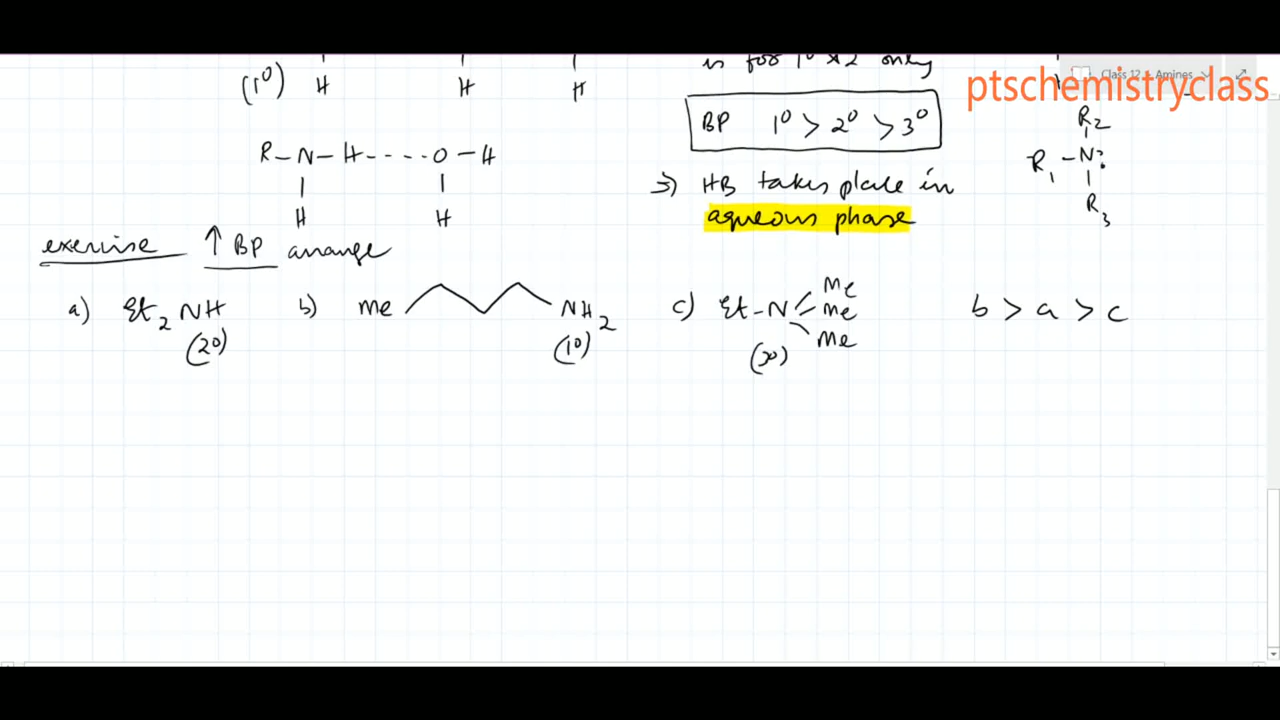 is for 1° & 2° only
Class 12 - Amines
ptschemistryclass
(1°) H H H
BP 1° > 2° > 3°
R2
R-N-H----O-H
R1-N:
⇒) HB takes place in
R3
H H
aqueous phase
exercise ↑ BP arrange
a) Et2NH b) Me NH2 c) Et-N Me Me Me b > a > c
(2°) (1°) (3°)